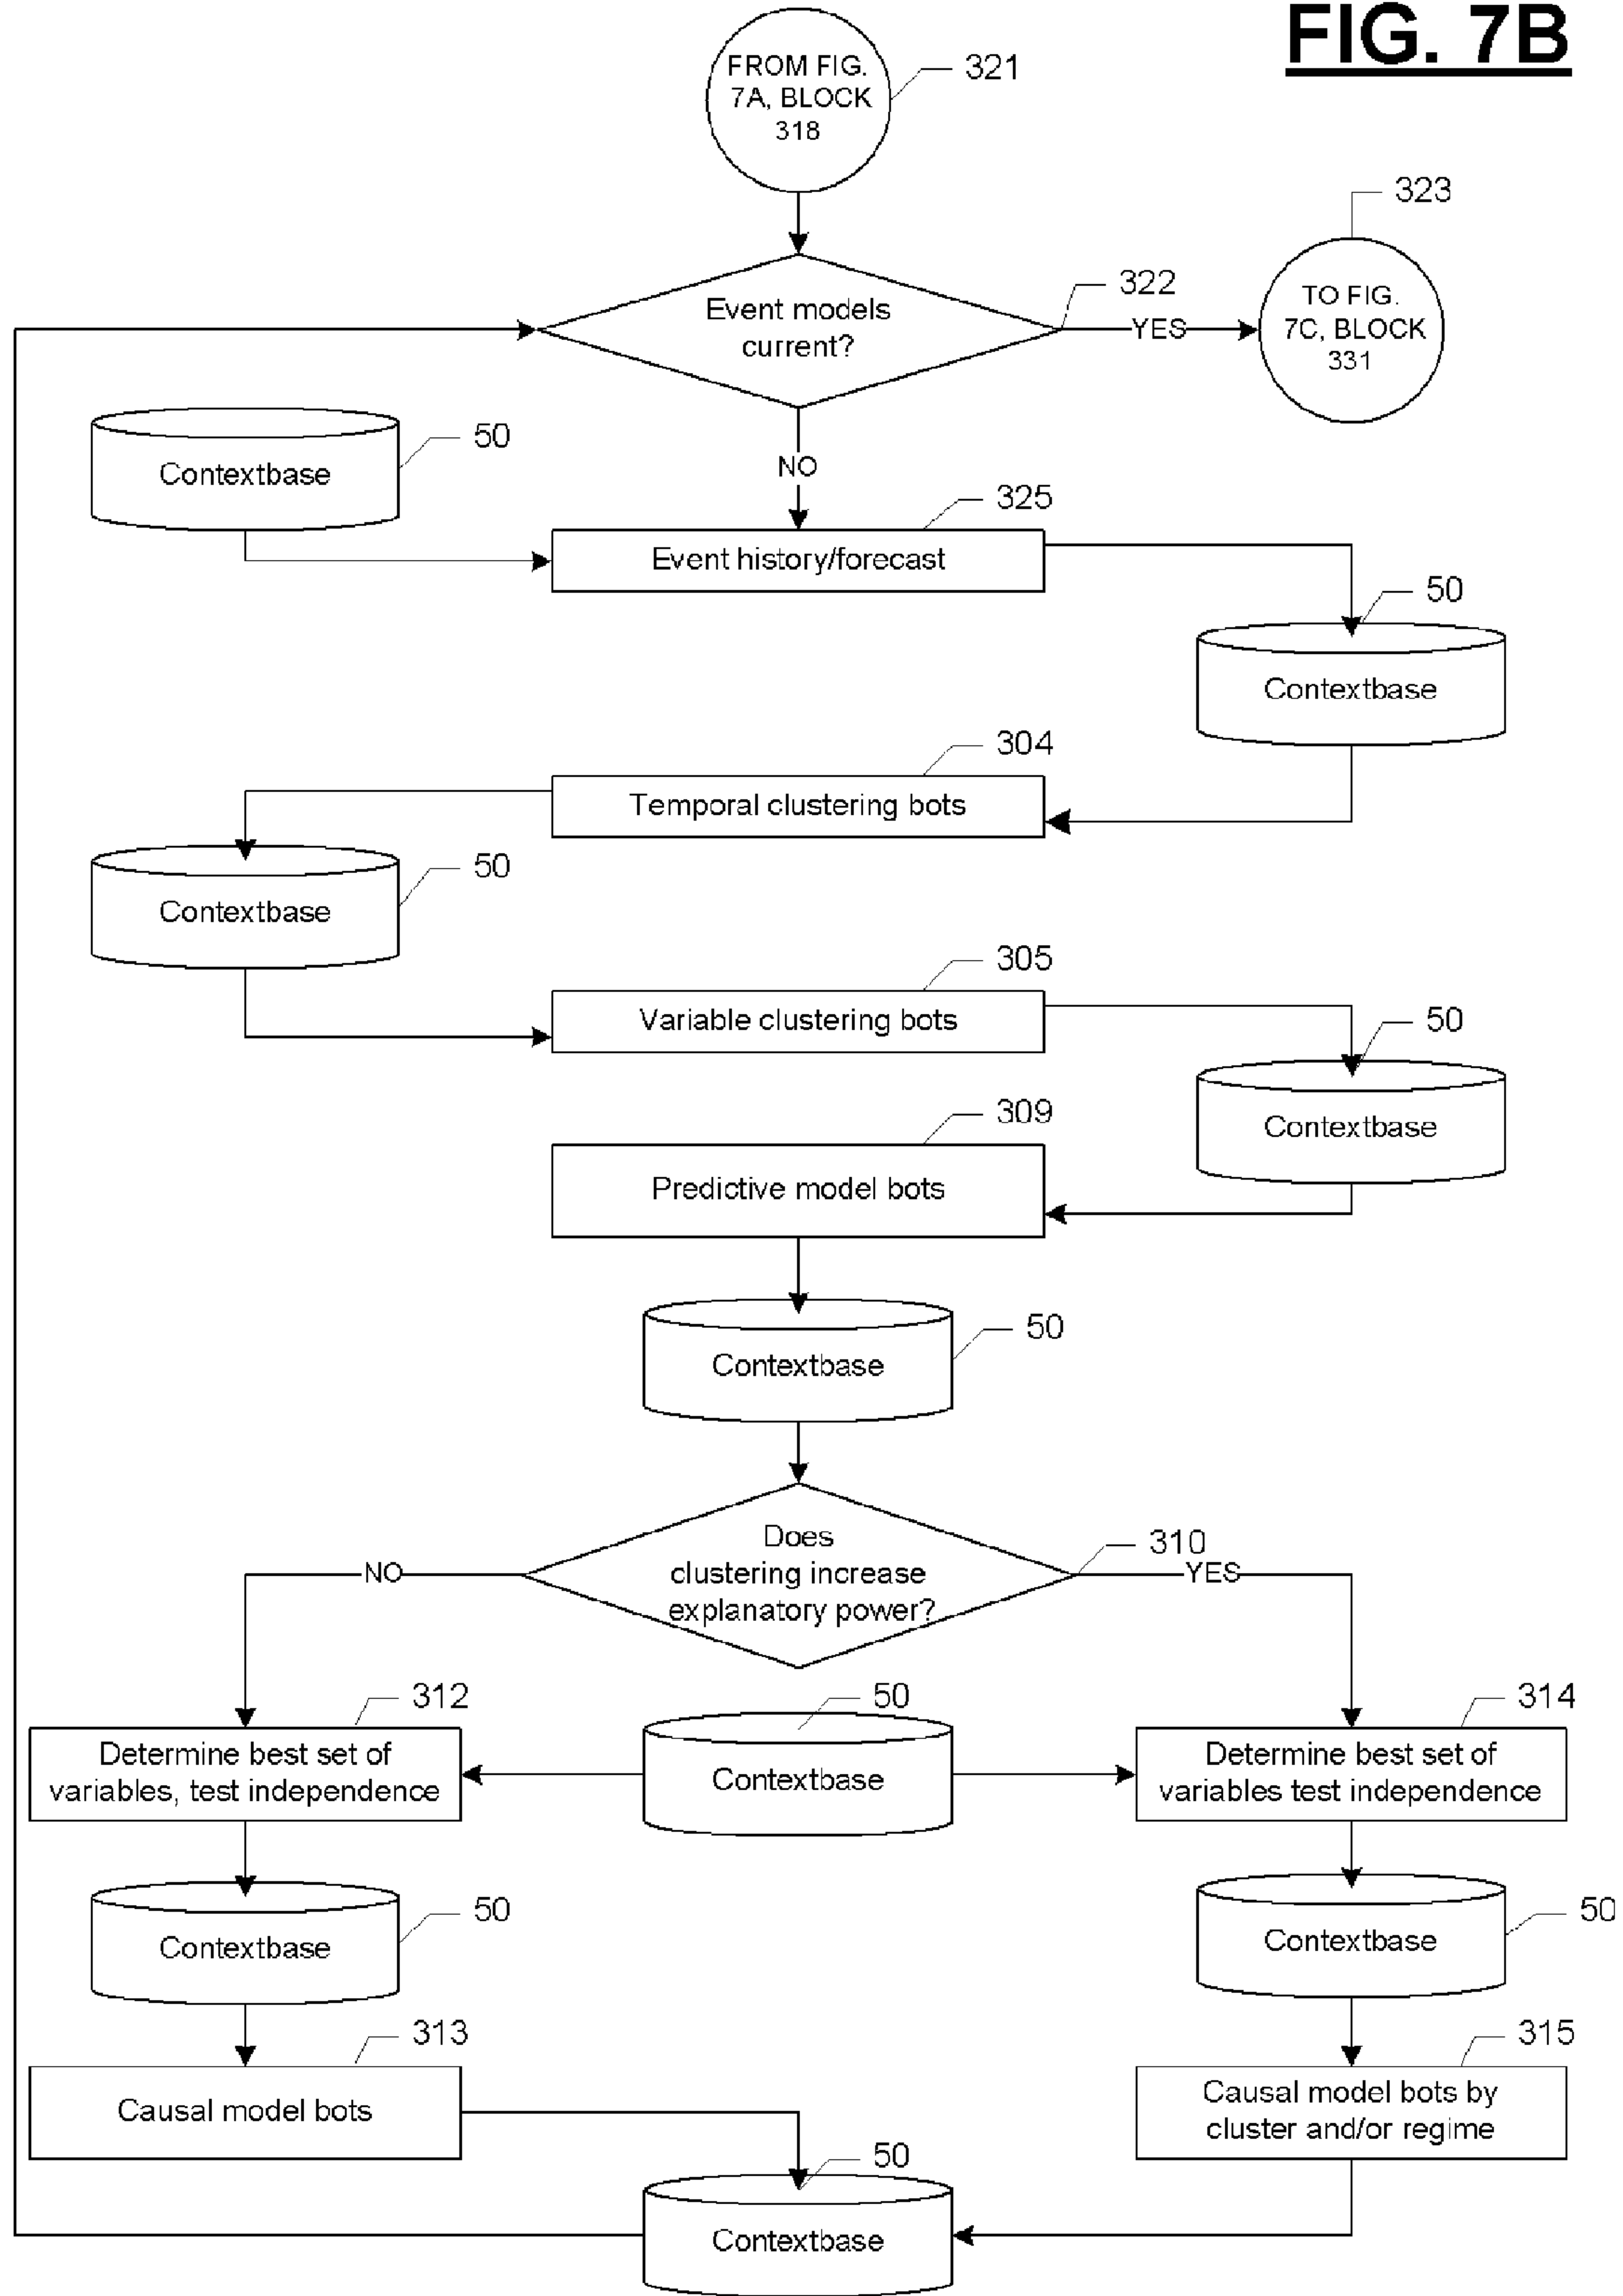 FIG. 7B
FROM FIG.
7A, BLOCK
318
321
323
322
Event models
current?
YES
TO FIG.
7C, BLOCK
331
50
Contextbase
NO
325
Event history/forecast
50
Contextbase
304
Temporal clustering bots
50
Contextbase
305
Variable clustering bots
50
Contextbase
309
Predictive model bots
50
Contextbase
Does
clustering increase
explanatory power?
310
NO
YES
312
Determine best set of
variables, test independence
50
Contextbase
314
Determine best set of
variables test independence
50
Contextbase
50
Contextbase
313
Causal model bots
315
Causal model bots by
cluster and/or regime
50
Contextbase